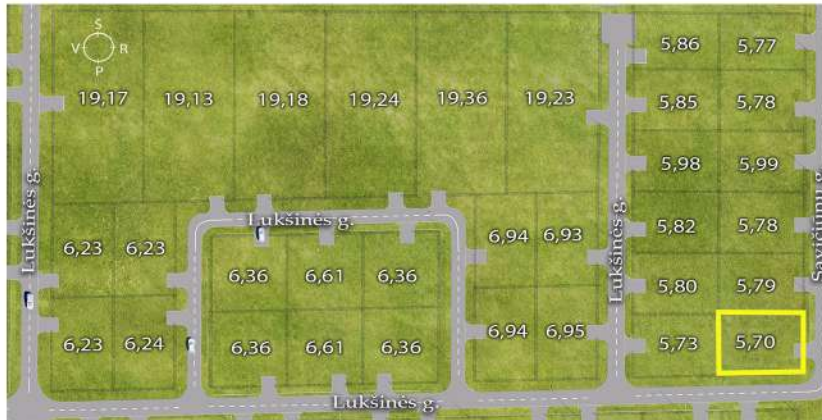 Š
V R
P
5,86 5,77
19,17 19,13 19,18 19,24 19,36 19,23
5,85 5,78
5,98 5,99
Lukšinės g.
Lukšinės g.
Lukšinės g.
Savičiūnų g.
6,23 6,23
6,94 6,93
5,82 5,78
6,36 6,61 6,36
5,80 5,79
6,23 6,24
6,36 6,61 6,36
6,94 6,95
5,73 5,70
Lukšinės g.